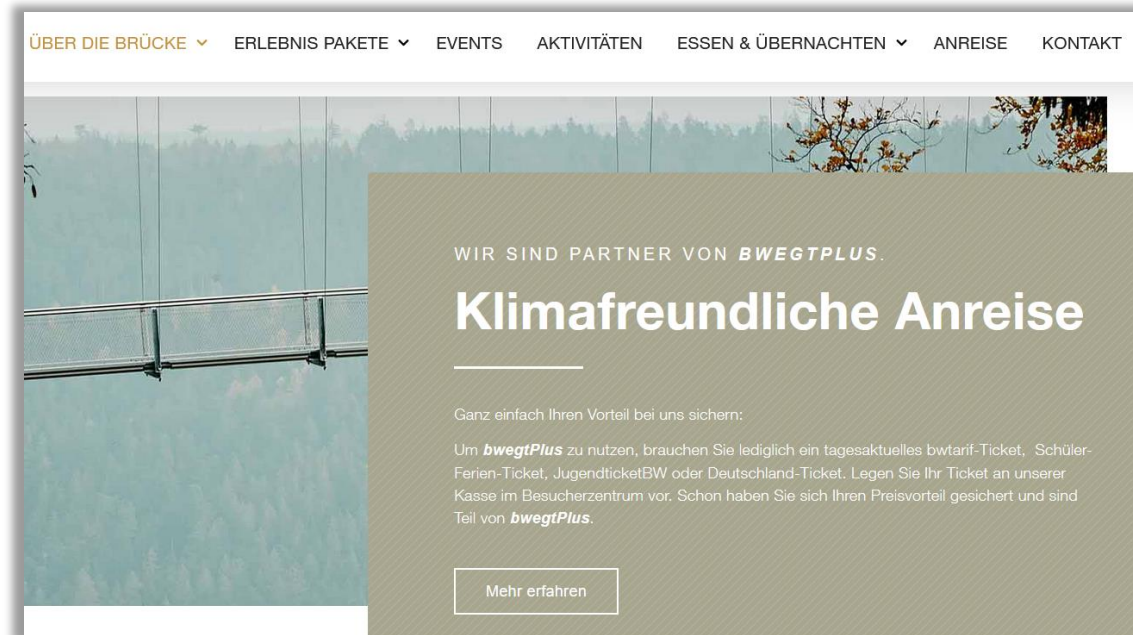 ÜBER DIE BRÜCKE ERLEBNIS PAKETE EVENTS AKTIVITÄTEN ESSEN & ÜBERNACHTEN ANREISE KONTAKT
WIR SIND PARTNER VON BWEGTPLUS.
Klimafreundliche Anreise
Ganz einfach Ihren Vorteil bei uns sichern:
Um bwegtPlus zu nutzen, brauchen Sie lediglich ein tagesaktuelles bwtarif-Ticket, Schüler-
Ferien-Ticket, JugendticketBW oder Deutschland-Ticket. Legen Sie Ihr Ticket an unserer
Kasse im Besucherzentrum vor. Schon haben Sie sich Ihren Preisvorteil gesichert und sind
Teil von bwegtPlus.
Mehr erfahren